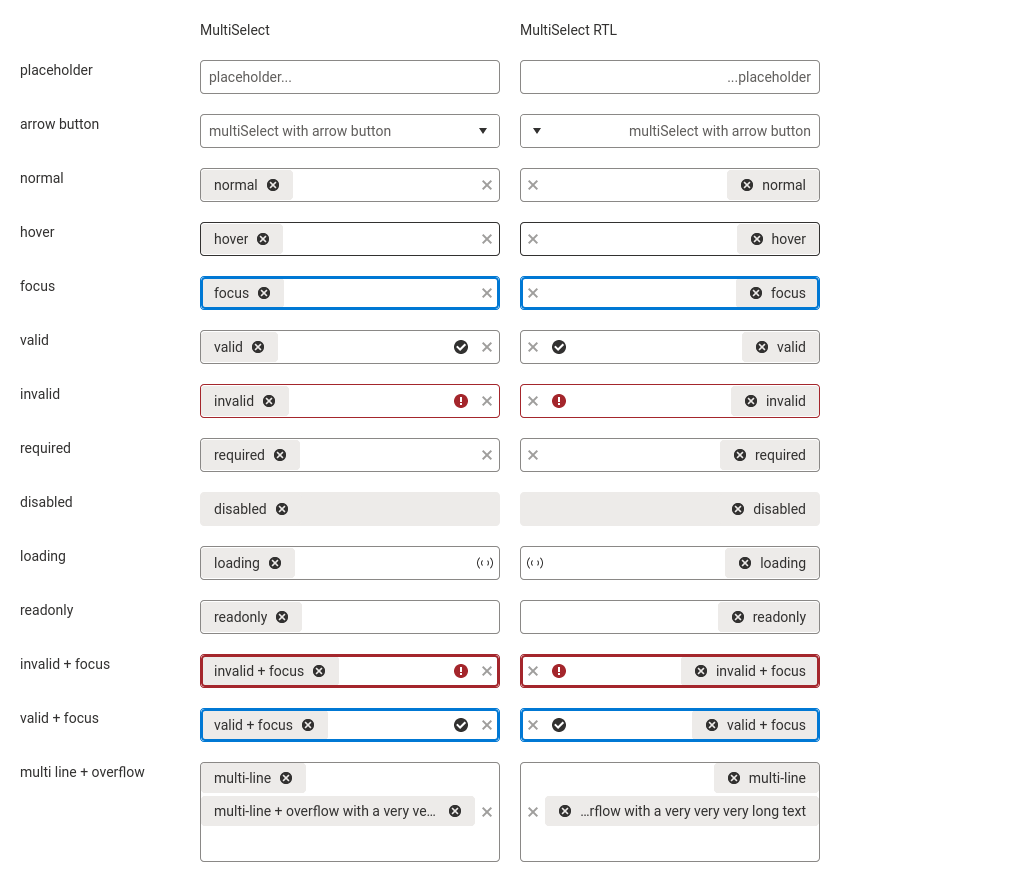 MultiSelect MultiSelect RTL
placeholder placeholder... ...placeholder
arrow button multiSelect with arrow button multiSelect with arrow button
normal normal normal
hover hover hover
focus focus focus
valid valid valid
invalid invalid invalid
required required required
disabled disabled disabled
loading loading loading
readonly readonly readonly
invalid + focus invalid + focus invalid + focus
valid + focus valid + focus valid + focus
multi line + overflow multi-line multi-line
multi-line + overflow with a very ve... ...rflow with a very very very long text